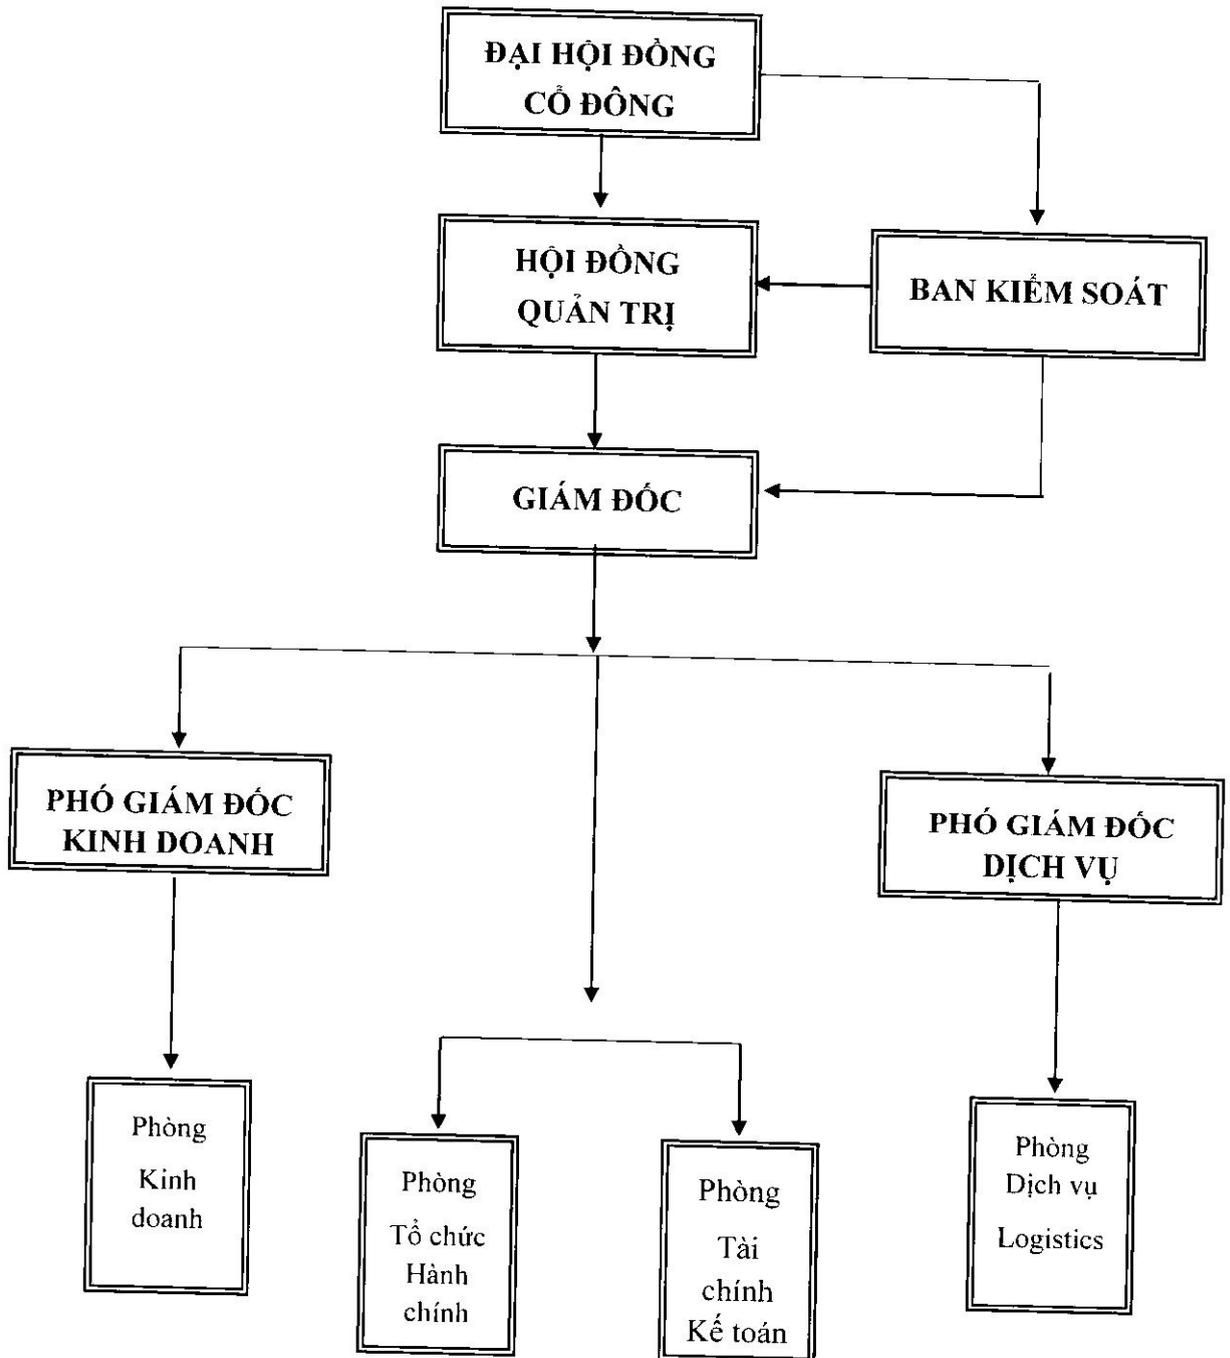 ĐẠI HỘI ĐỒNG
CỔ ĐÔNG
HỘI ĐỒNG
QUẢN TRỊ
BAN KIỂM SOÁT
GIÁM ĐỐC
PHÓ GIÁM ĐỐC
KINH DOANH
PHÓ GIÁM ĐỐC
DỊCH VỤ
Phòng
Kinh
doanh
Phòng
Tổ chức
Hành
chính
Phòng
Tài
chính
Kế toán
Phòng
Dịch vụ
Logistics